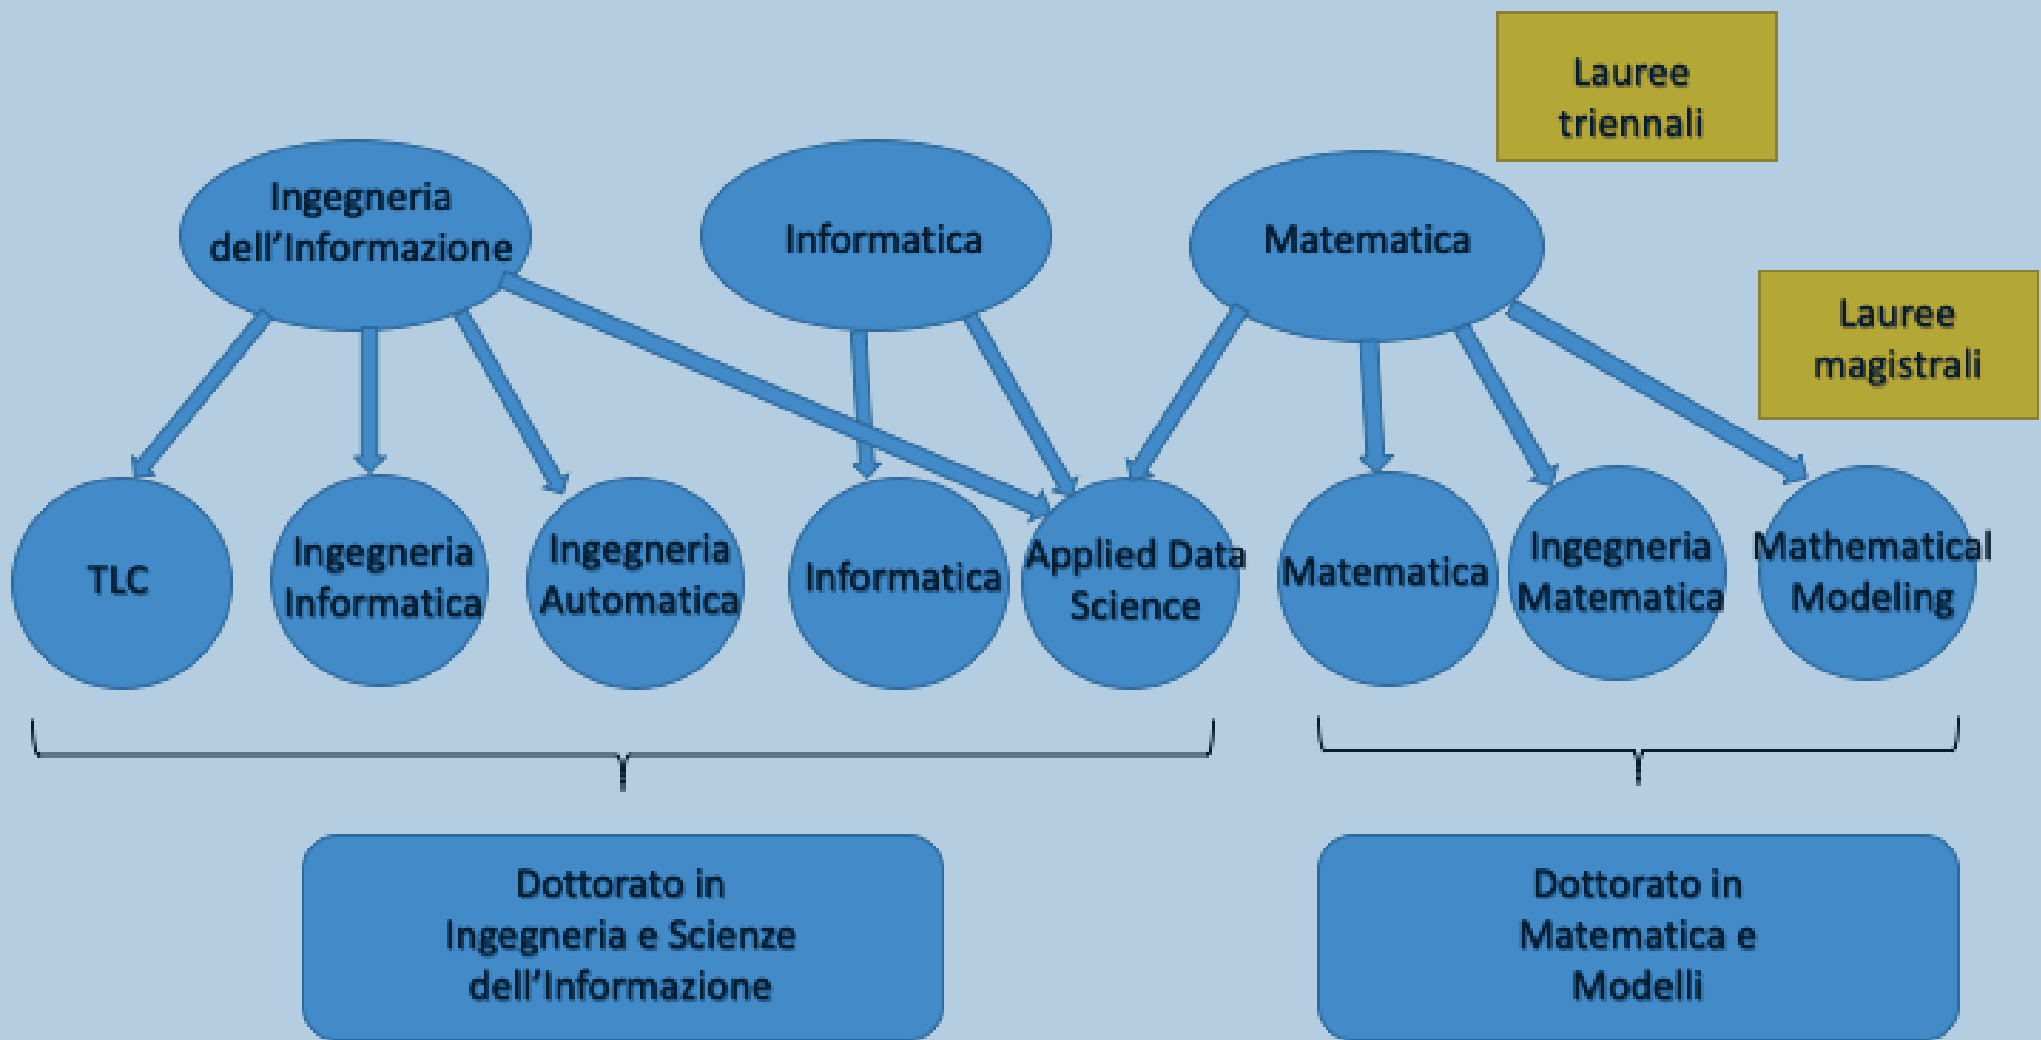 Lauree
triennali
Ingegneria
dell'Informazione
Informatica
Matematica
Lauree
magistrali
TLC
Ingegneria
Informatica
Ingegneria
Automatica
Informatica
Applied Data
Science
Matematica
Ingegneria
Matematica
Mathematical
Modeling
Dottorato in
Ingegneria e Scienze
dell'Informazione
Dottorato in
Matematica e
Modelli